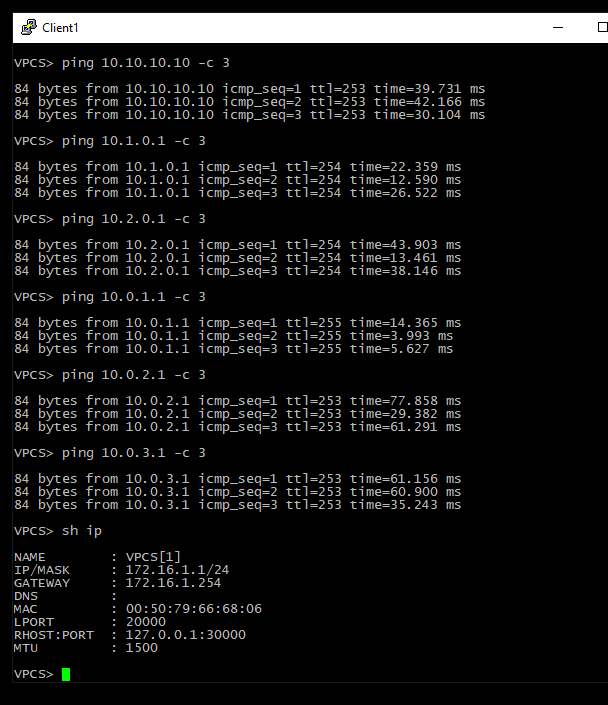 Client1
VPCS> ping 10.10.10.10 -c 3
84 bytes from 10.10.10.10 icmp_seq=1 ttl=253 time=39.731 ms
84 bytes from 10.10.10.10 icmp_seq=2 ttl=253 time=42.166 ms
84 bytes from 10.10.10.10 icmp_seq=3 ttl=253 time=30.104 ms
VPCS> ping 10.1.0.1 -c 3
84 bytes from 10.1.0.1 icmp_seq=1 ttl=254 time=22.359 ms
84 bytes from 10.1.0.1 icmp_seq=2 ttl=254 time=12.590 ms
84 bytes from 10.1.0.1 icmp_seq=3 ttl=254 time=26.522 ms
VPCS> ping 10.2.0.1 -c 3
84 bytes from 10.2.0.1 icmp_seq=1 ttl=254 time=43.903 ms
84 bytes from 10.2.0.1 icmp_seq=2 ttl=254 time=13.461 ms
84 bytes from 10.2.0.1 icmp_seq=3 ttl=254 time=38.146 ms
VPCS> ping 10.0.1.1 -c 3
84 bytes from 10.0.1.1 icmp_seq=1 ttl=255 time=14.365 ms
84 bytes from 10.0.1.1 icmp_seq=2 ttl=255 time=3.993 ms
84 bytes from 10.0.1.1 icmp_seq=3 ttl=255 time=5.627 ms
VPCS> ping 10.0.2.1 -c 3
84 bytes from 10.0.2.1 icmp_seq=1 ttl=253 time=77.858 ms
84 bytes from 10.0.2.1 icmp_seq=2 ttl=253 time=29.382 ms
84 bytes from 10.0.2.1 icmp_seq=3 ttl=253 time=61.291 ms
VPCS> ping 10.0.3.1 -c 3
84 bytes from 10.0.3.1 icmp_seq=1 ttl=253 time=61.156 ms
84 bytes from 10.0.3.1 icmp_seq=2 ttl=253 time=60.900 ms
84 bytes from 10.0.3.1 icmp_seq=3 ttl=253 time=35.243 ms
VPCS> sh ip
NAME        : VPCS[1]
IP/MASK     : 172.16.1.1/24
GATEWAY     : 172.16.1.254
DNS         :
MAC         : 00:50:79:66:68:06
LPORT       : 20000
RHOST:PORT  : 127.0.0.1:30000
MTU         : 1500
VPCS>